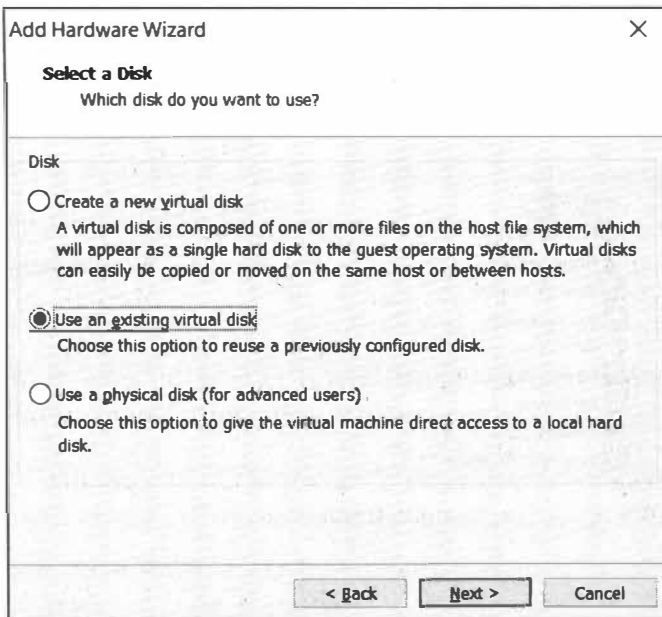 Add Hardware Wizard
Select a Disk
Which disk do you want to use?
Disk
Create a new virtual disk
A virtual disk is composed of one or more files on the host file system, which
will appear as a single hard disk to the guest operating system. Virtual disks
can easily be copied or moved on the same host or between hosts.
Use an existing virtual disk
Choose this option to reuse a previously configured disk.
Use a physical disk (for advanced users)
Choose this option to give the virtual machine direct access to a local hard
disk.
< Back
Next >
Cancel